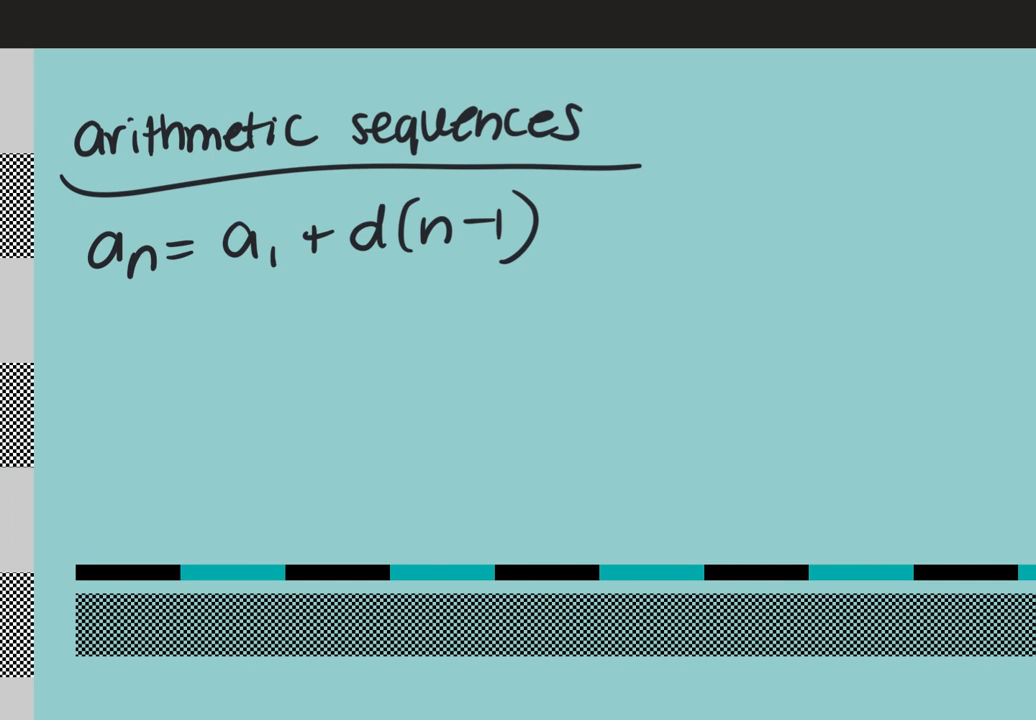 arithmetic sequences
aₙ = a₁ + d(n-1)